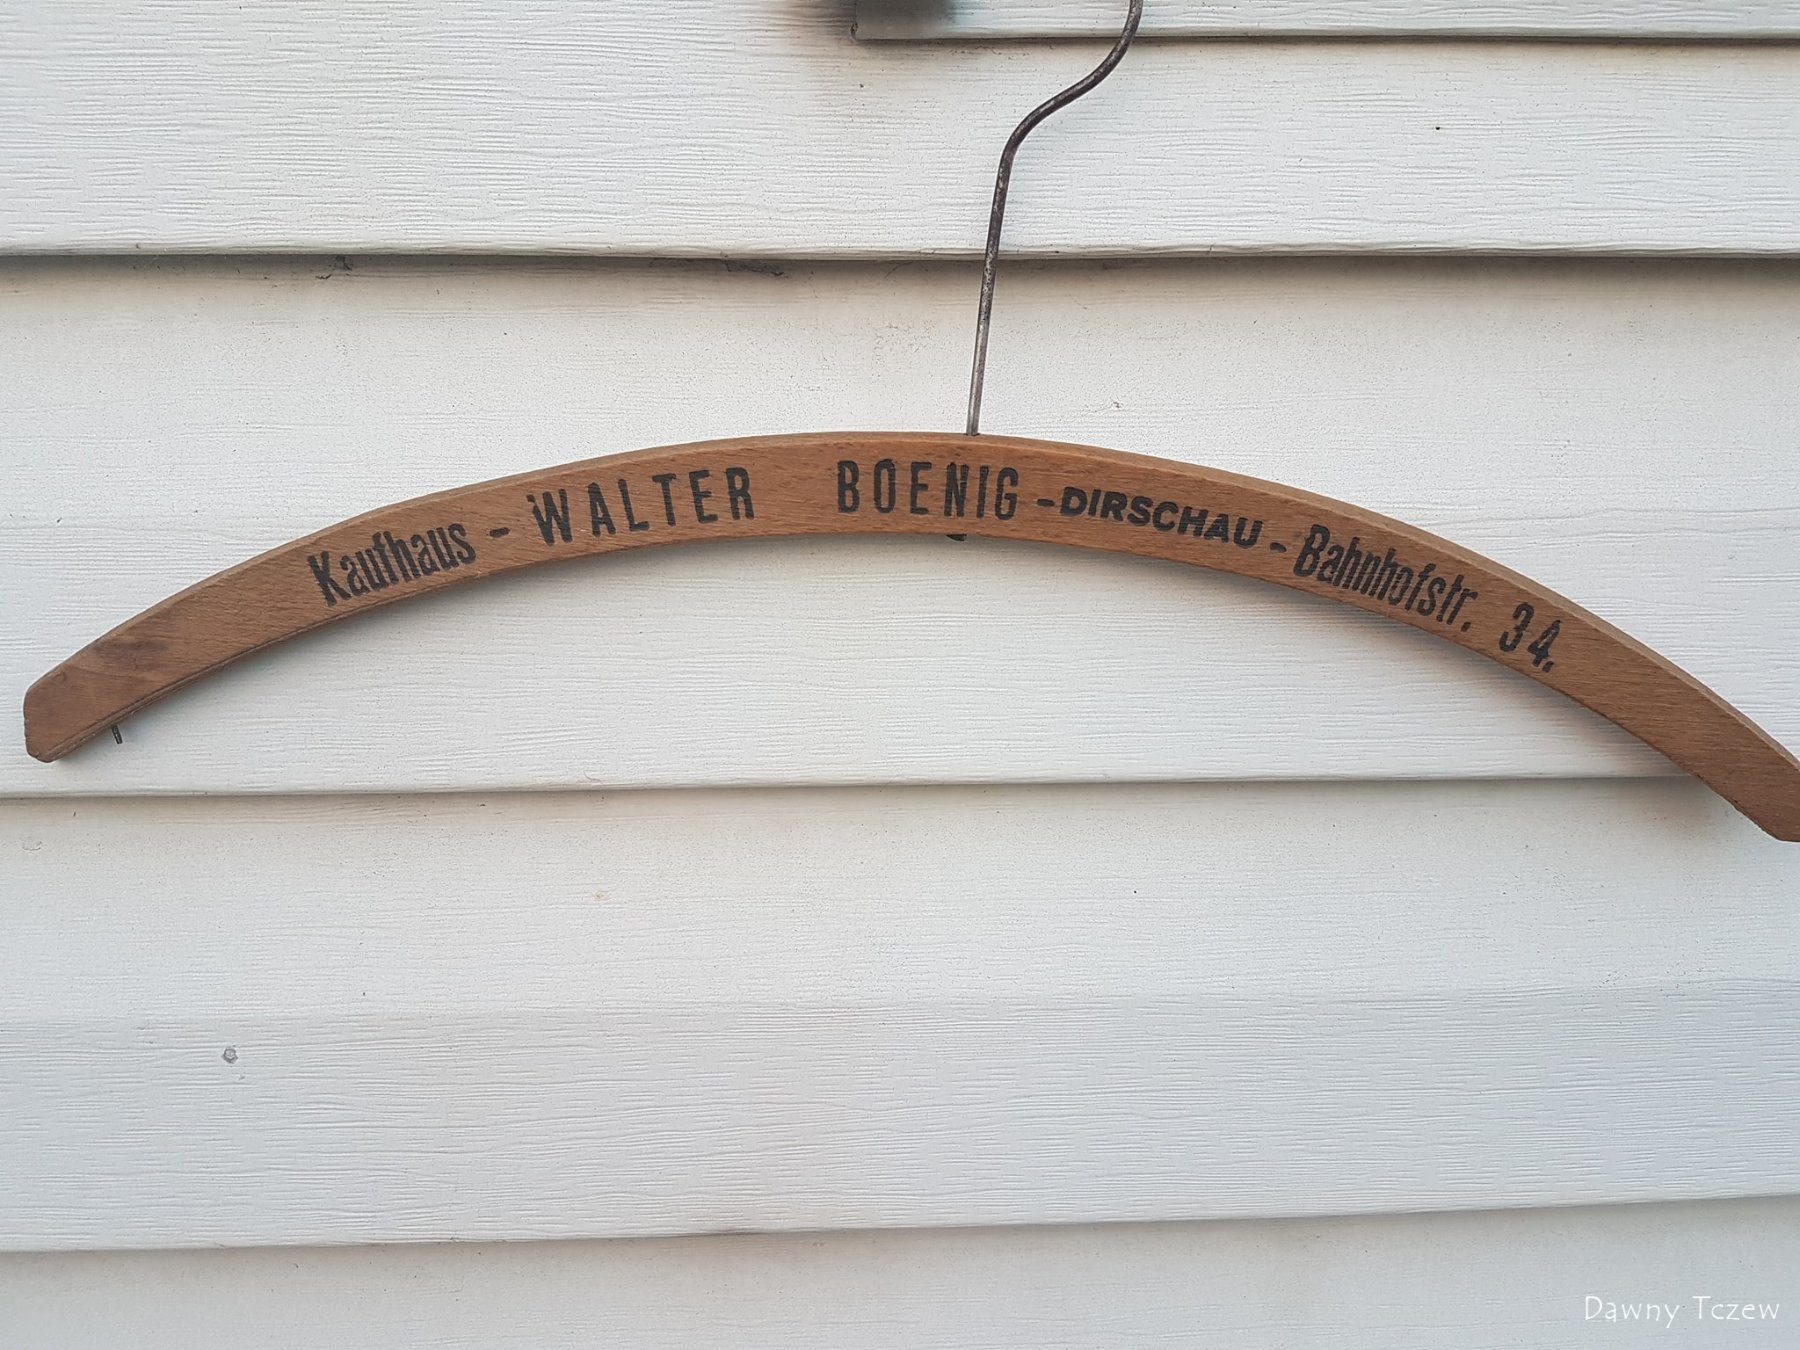 Kaufhaus - WALTER BOENIG - DIRSCHAU - Bahnhofstr. 34.
Dawny Tczew